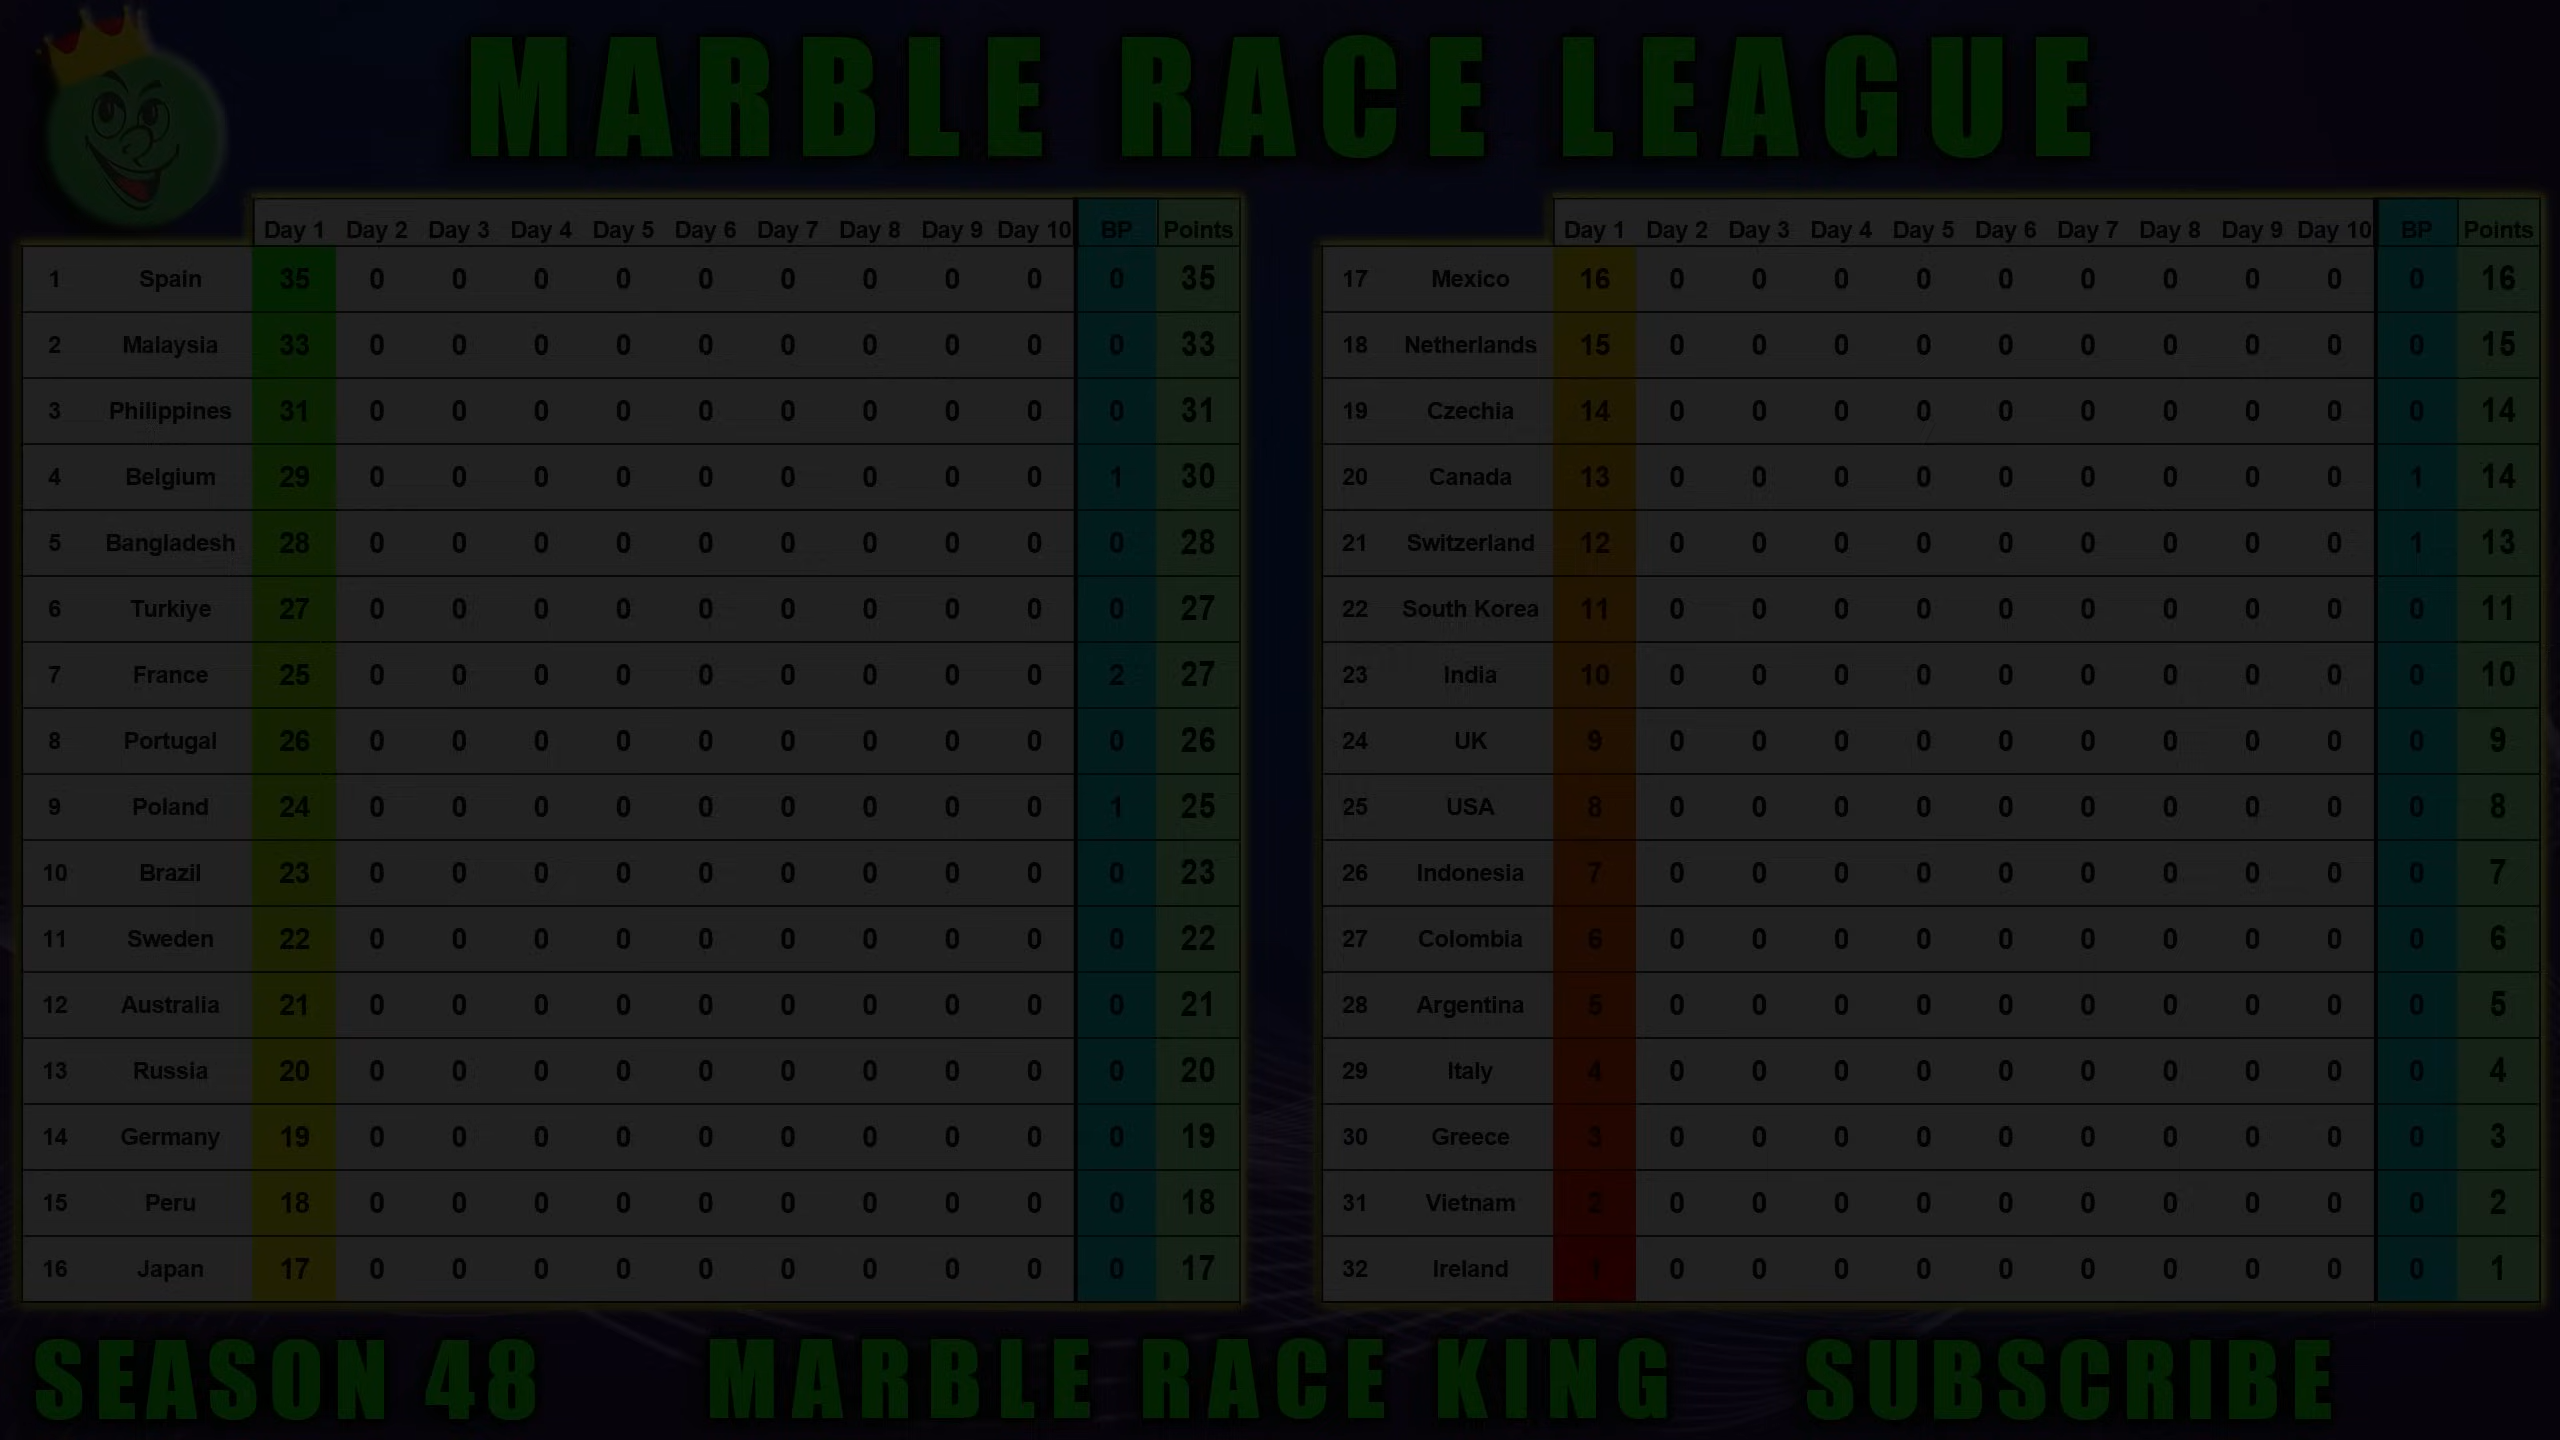 MARBLE RACE LEAGUE
Day 1 Day 2 Day 3 Day 4 Day 5 Day 6 Day 7 Day 8 Day 9 Day 10 BP Points
1 Spain 35 0 0 0 0 0 0 0 0 0 0 35
2 Malaysia 33 0 0 0 0 0 0 0 0 0 0 33
3 Philippines 31 0 0 0 0 0 0 0 0 0 0 31
4 Belgium 29 0 0 0 0 0 0 0 0 0 1 30
5 Bangladesh 28 0 0 0 0 0 0 0 0 0 0 28
6 Turkiye 27 0 0 0 0 0 0 0 0 0 0 27
7 France 25 0 0 0 0 0 0 0 0 0 2 27
8 Portugal 26 0 0 0 0 0 0 0 0 0 0 26
9 Poland 24 0 0 0 0 0 0 0 0 0 1 25
10 Brazil 23 0 0 0 0 0 0 0 0 0 0 23
11 Sweden 22 0 0 0 0 0 0 0 0 0 0 22
12 Australia 21 0 0 0 0 0 0 0 0 0 0 21
13 Russia 20 0 0 0 0 0 0 0 0 0 0 20
14 Germany 19 0 0 0 0 0 0 0 0 0 0 19
15 Peru 18 0 0 0 0 0 0 0 0 0 0 18
16 Japan 17 0 0 0 0 0 0 0 0 0 0 17
Day 1 Day 2 Day 3 Day 4 Day 5 Day 6 Day 7 Day 8 Day 9 Day 10 BP Points
17 Mexico 16 0 0 0 0 0 0 0 0 0 0 16
18 Netherlands 15 0 0 0 0 0 0 0 0 0 0 15
19 Czechia 14 0 0 0 0 0 0 0 0 0 0 14
20 Canada 13 0 0 0 0 0 0 0 0 0 1 14
21 Switzerland 12 0 0 0 0 0 0 0 0 0 1 13
22 South Korea 11 0 0 0 0 0 0 0 0 0 0 11
23 India 10 0 0 0 0 0 0 0 0 0 0 10
24 UK 9 0 0 0 0 0 0 0 0 0 0 9
25 USA 8 0 0 0 0 0 0 0 0 0 0 8
26 Indonesia 7 0 0 0 0 0 0 0 0 0 0 7
27 Colombia 6 0 0 0 0 0 0 0 0 0 0 6
28 Argentina 5 0 0 0 0 0 0 0 0 0 0 5
29 Italy 4 0 0 0 0 0 0 0 0 0 0 4
30 Greece 3 0 0 0 0 0 0 0 0 0 0 3
31 Vietnam 2 0 0 0 0 0 0 0 0 0 0 2
32 Ireland 1 0 0 0 0 0 0 0 0 0 0 1
SEASON 48 MARBLE RACE KING SUBSCRIBE